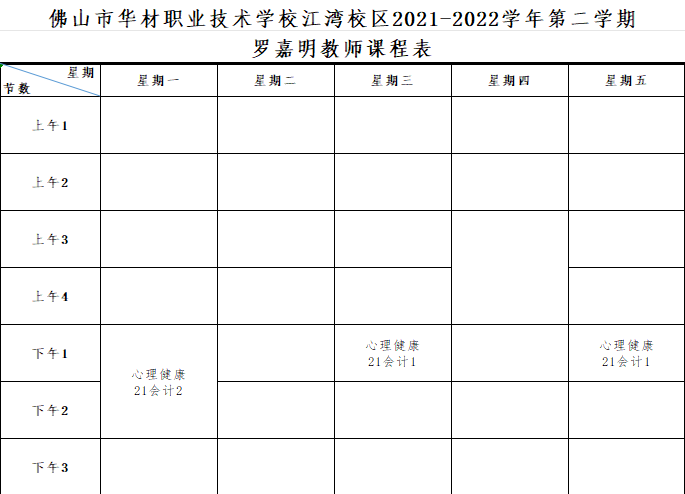 佛山市华材职业技术学校江湾校区2021-2022学年第二学期
罗嘉明教师课程表
星期
节数
星期一
星期二
星期三
星期四
星期五
上午1
上午2
上午3
上午4
下午1
心理健康
21会计2
心理健康
21会计1
心理健康
21会计1
下午2
下午3